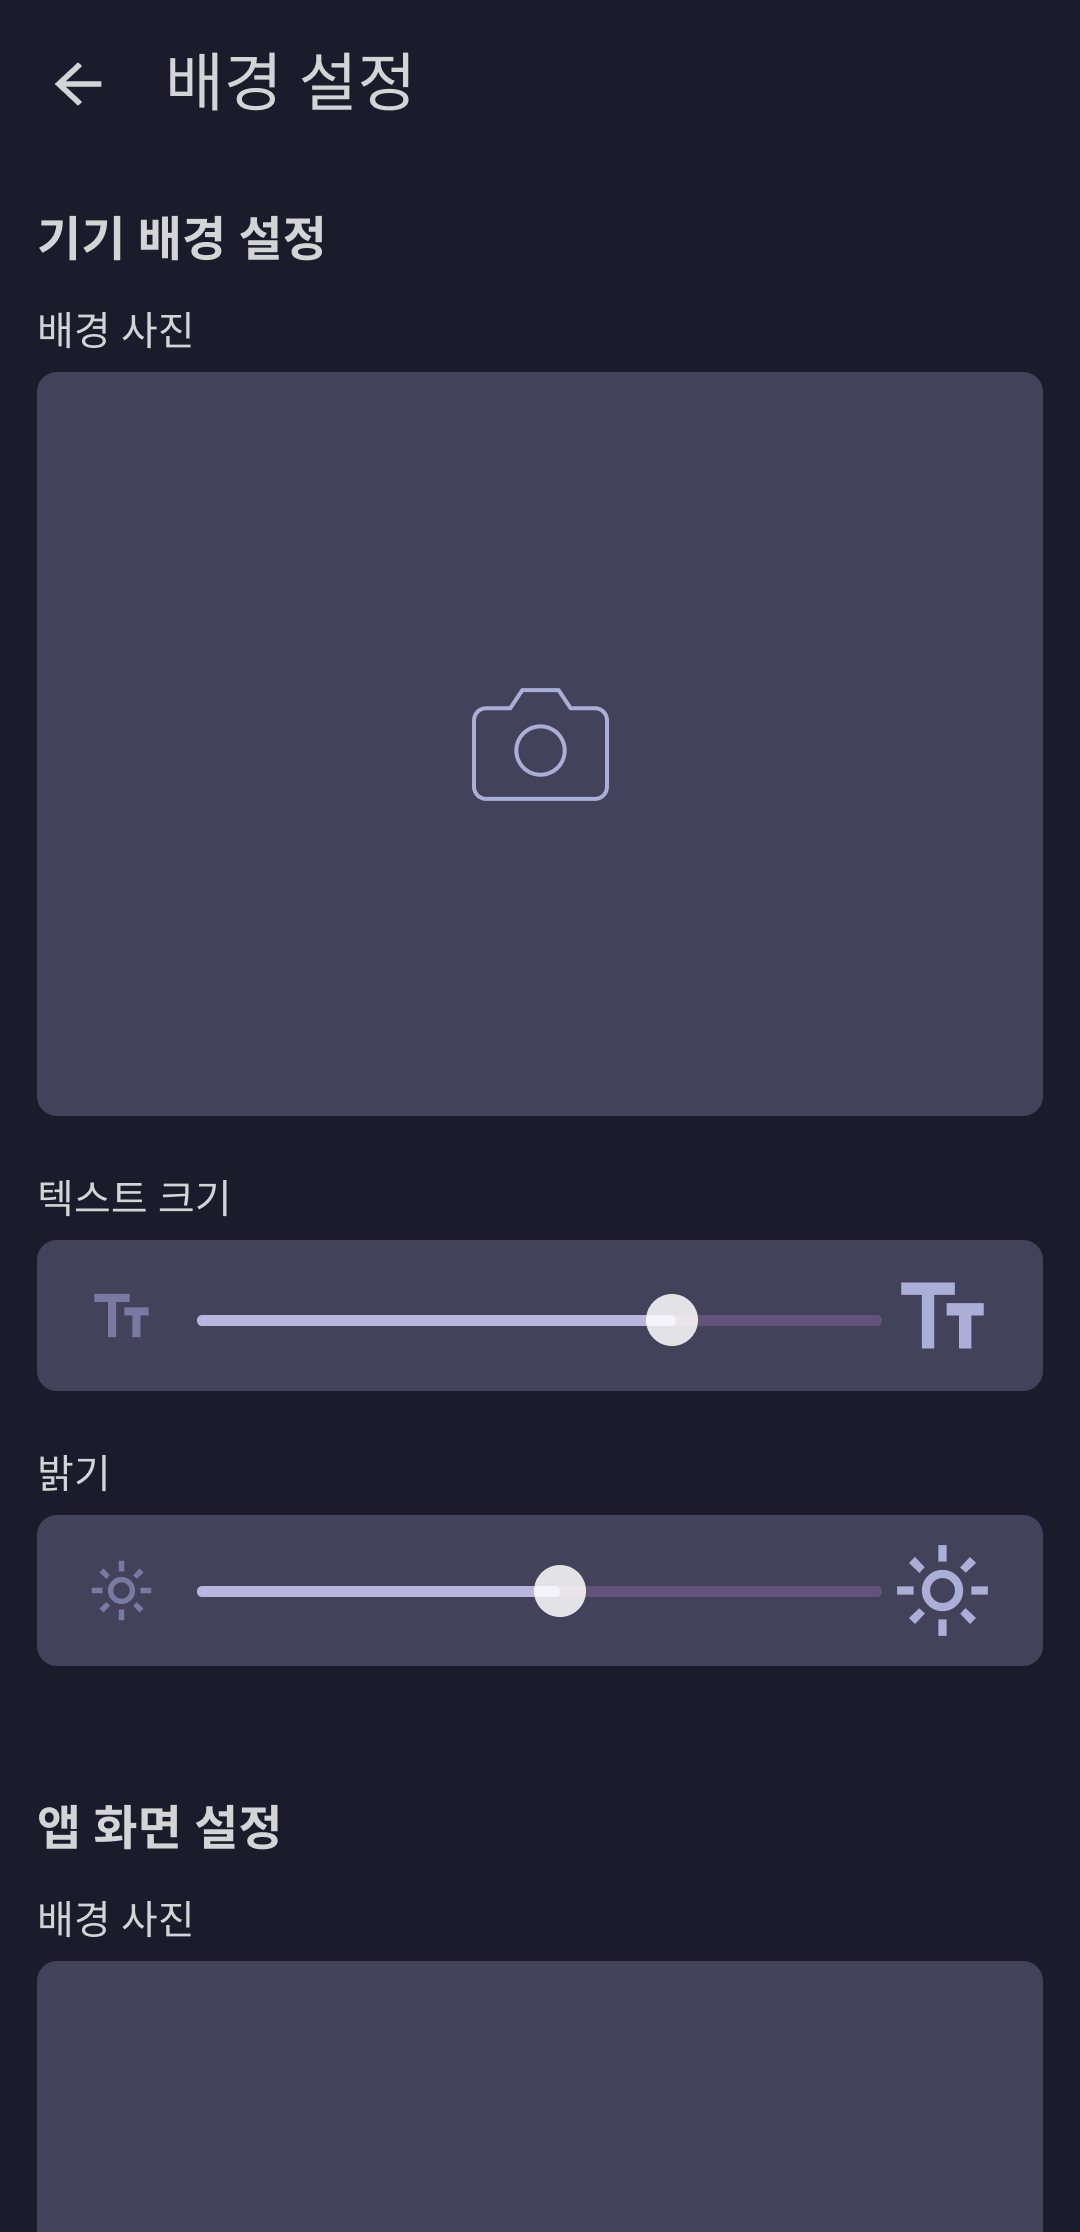 배경 설정
기기 배경 설정
배경 사진
텍스트 크기
밝기
앱 화면 설정
배경 사진